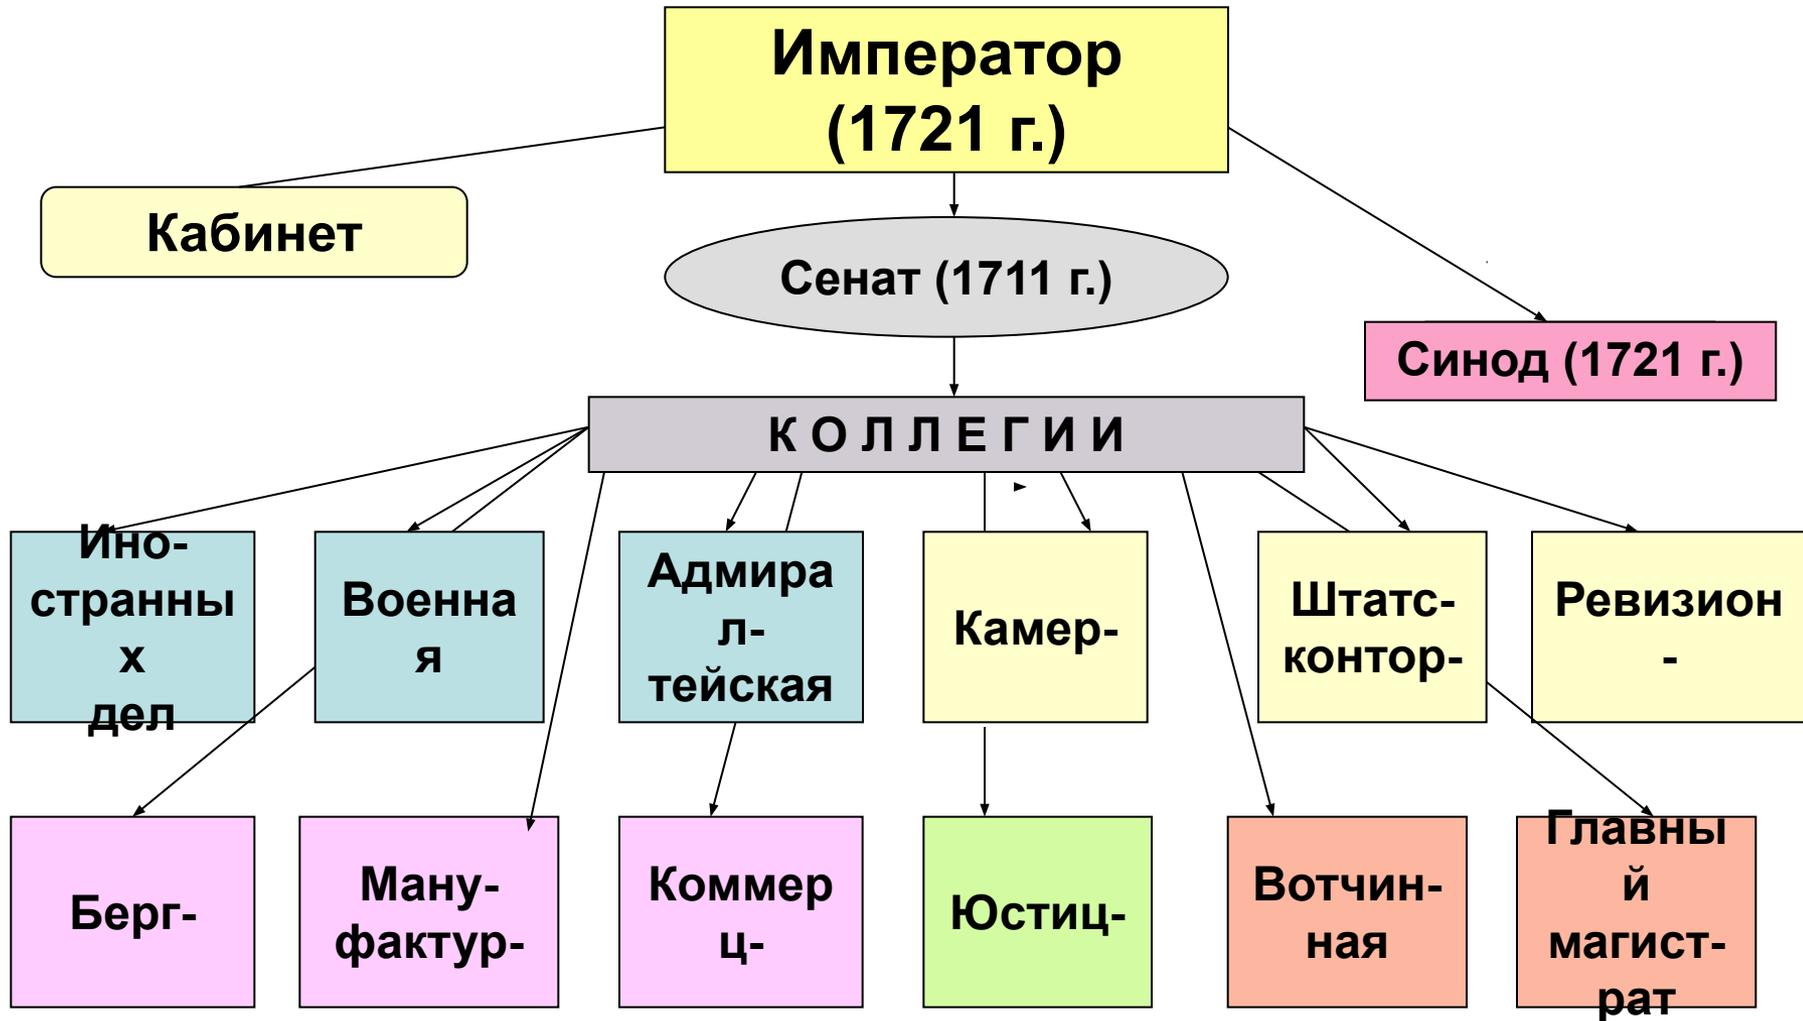 Император
(1721 г.)
Кабинет
Сенат (1711 г.)
Синод (1721 г.)
К О Л Л Е Г И И
Ино-
странны
х
дел
Военна
я
Адмира
л-
тейская
Камер-
Штатс-
контор-
Ревизион
-
Берг-
Ману-
фактур-
Коммер
ц-
Юстиц-
Вотчин-
ная
Главны
й
магист-
рат